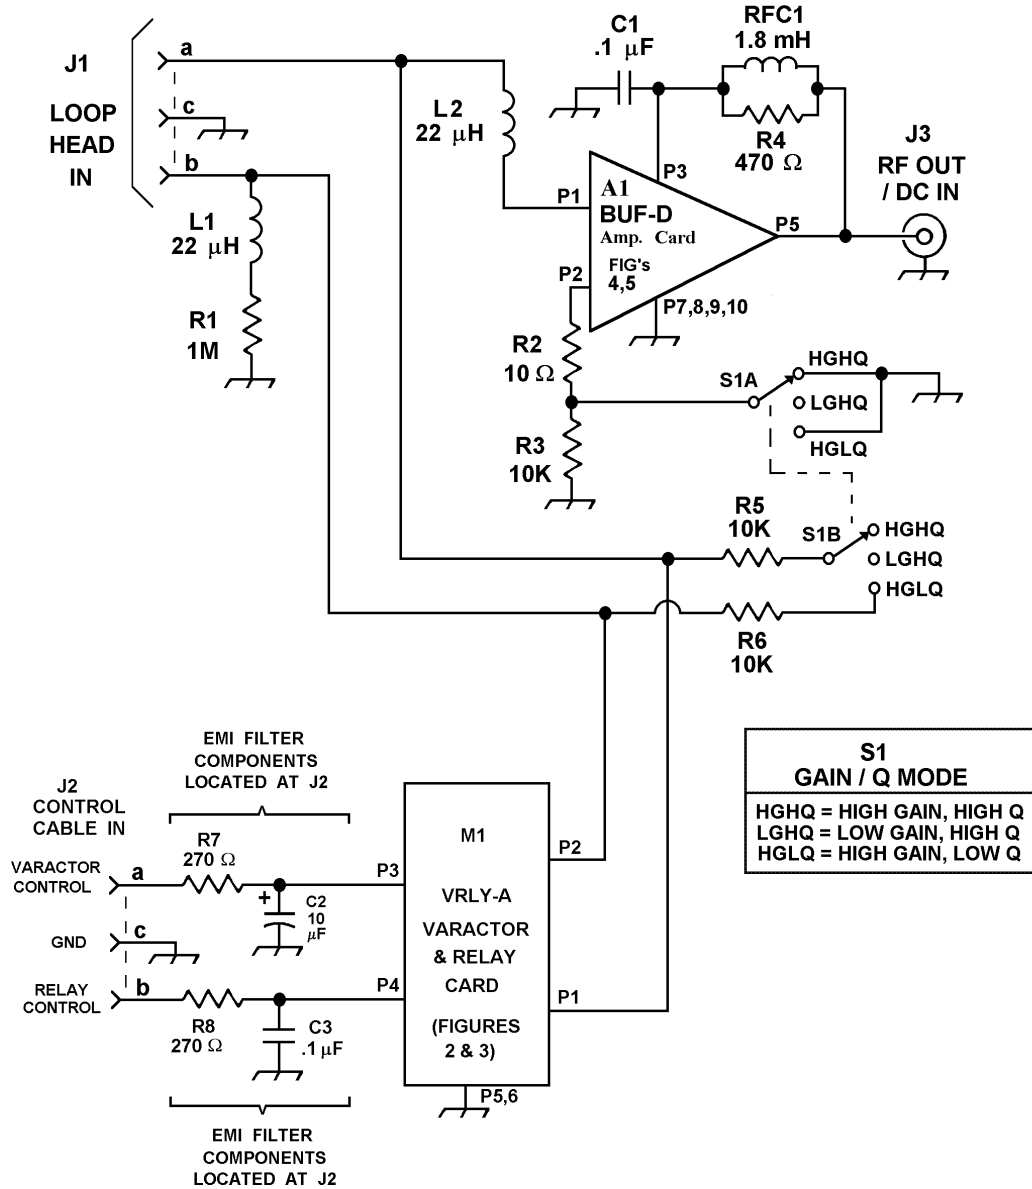 J1
LOOP
HEAD
IN
a
c
b
L1
22 μH
R1
1M
L2
22 μH
C1
.1 μF
RFC1
1.8 mH
R4
470 Ω
J3
RF OUT
/ DC IN
P3
P1
A1
BUF-D
Amp. Card
FIG's
4,5
P5
P2
P7,8,9,10
R2
10 Ω
R3
10K
S1A
HGHQ
LGHQ
HGLQ
R5
10K
S1B
HGHQ
LGHQ
HGLQ
R6
10K
S1
GAIN / Q MODE
HGHQ = HIGH GAIN, HIGH Q
LGHQ = LOW GAIN, HIGH Q
HGLQ = HIGH GAIN, LOW Q
EMI FILTER
COMPONENTS
LOCATED AT J2
J2
CONTROL
CABLE IN
R7
270 Ω
VARACTOR
CONTROL
a
+
C2
10
μF
GND
c
RELAY
CONTROL
b
R8
270 Ω
C3
.1 μF
P3
P4
M1
VRLY-A
VARACTOR
& RELAY
CARD
(FIGURES
2 & 3)
P2
P1
P5,6
EMI FILTER
COMPONENTS
LOCATED AT J2